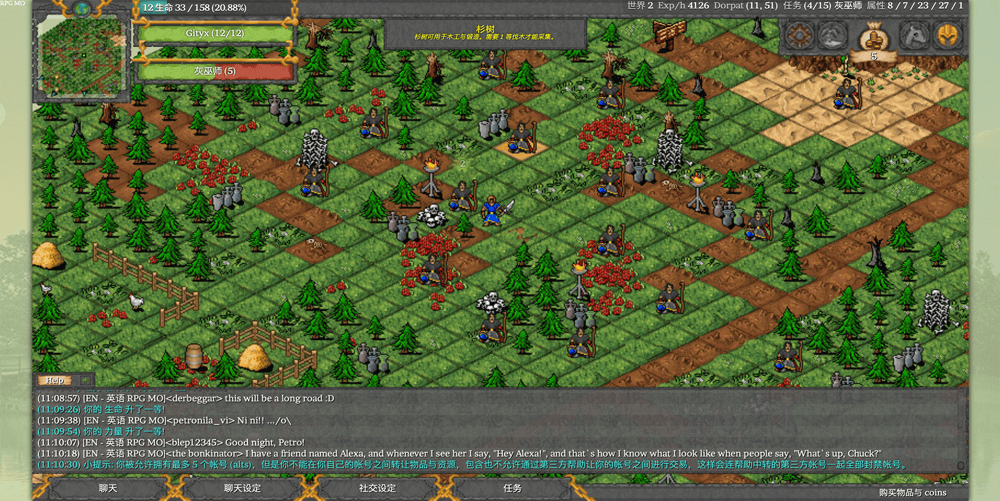 RPG MO
12 生命 33 / 158 (20.88%)
世界 2 Exp/h 4126 Dorpat (11, 51) 任务 (4/15) 灰巫师 属性 8 / 7 / 23 / 27 / 1
Gityx (12/12)
灰巫师 (5)
杉树
杉树可用于木工与锻造。需要 1 等伐木才能采集。
5
Help
(11:08:57) [EN - 英语 RPG MO]<derbeggar> this will be a long road :D
(11:09:26) 你的 生命 升了一等!
(11:09:38) [EN - 英语 RPG MO]<petronila_vi> Ni ni!! .../o\
(11:09:54) 你的 力量 升了一等!
(11:10:07) [EN - 英语 RPG MO]<blep12345> Good night, Petro!
(11:10:18) [EN - 英语 RPG MO]<the bonkinator> I have a friend named Alexa, and whenever I see her I say, "Hey Alexa!", and that`s how I know what I look like when people say, "What`s up, Chuck?"
(11:10:30) 小提示: 你被允许拥有最多 5 个帐号 (alts)，但是你不能在你自己的帐号之间转让物品与资源，包含也不允许通过第三方帮助让你的帐号之间进行交易，这样会连帮助中转的第三方帐号一起全部封禁帐号。
聊天
聊天设定
社交设定
任务
购买物品与 coins